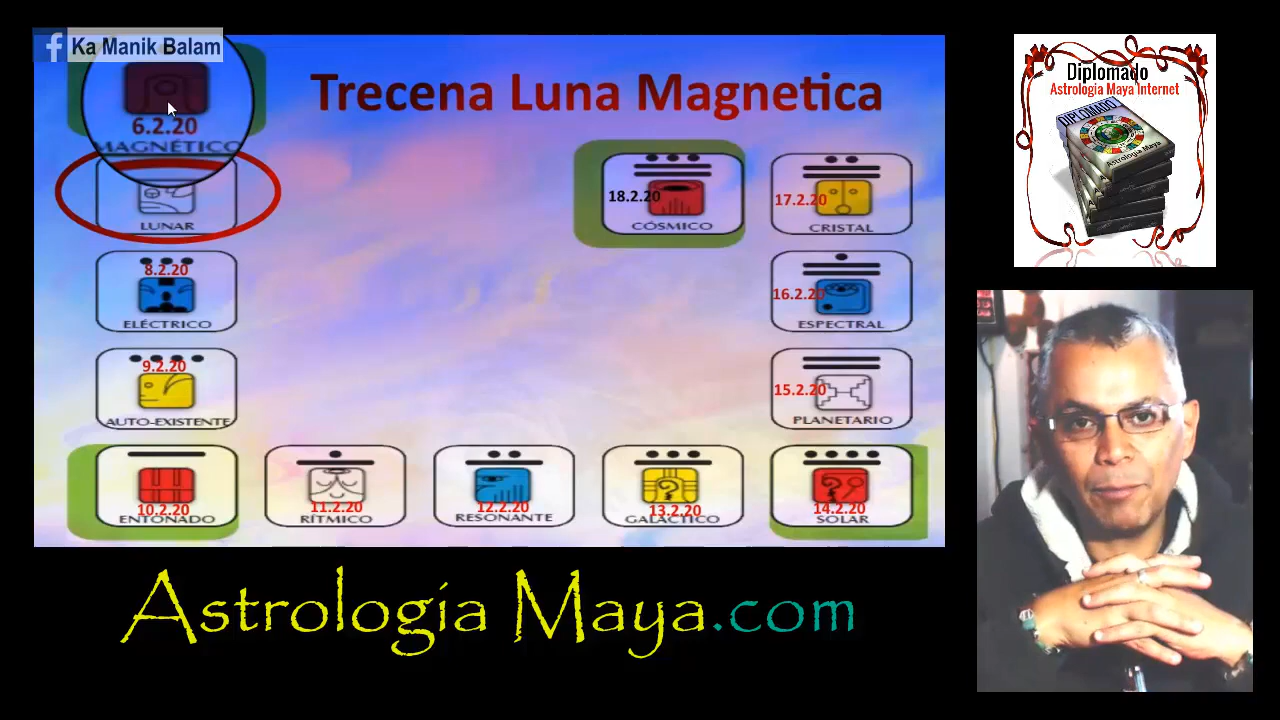 Ka Manik Balam
Trecena Luna Magnetica
6.2.20
MAGNÉTICO
LUNAR
8.2.20
ELÉCTRICO
9.2.20
AUTO-EXISTENTE
10.2.20
ENTONADO
11.2.20
RÍTMICO
12.2.20
RESONANTE
13.2.20
GALÁCTICO
14.2.20
SOLAR
15.2.20
PLANETARIO
16.2.20
ESPECTRAL
17.2.20
CRISTAL
18.2.20
CÓSMICO
Diplomado
Astrologia Maya Internet
DIPLOMADO
Astrologia Maya
Astrología Maya.com